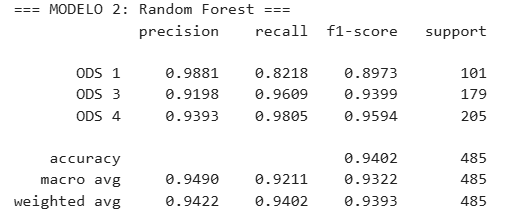 === MODELO 2: Random Forest ===
precision recall f1-score support
ODS 1 0.9881 0.8218 0.8973 101
ODS 3 0.9198 0.9609 0.9399 179
ODS 4 0.9393 0.9805 0.9594 205
accuracy 0.9402 485
macro avg 0.9490 0.9211 0.9322 485
weighted avg 0.9422 0.9402 0.9393 485